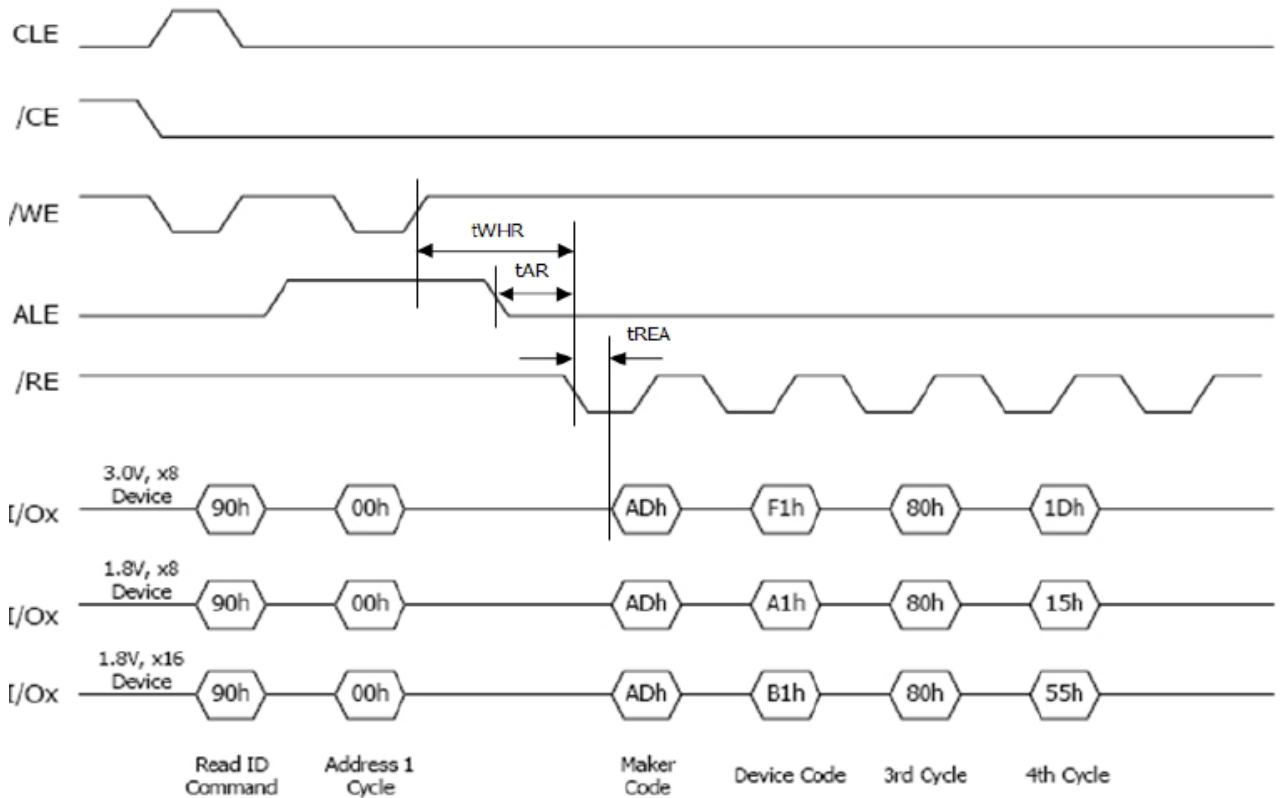 CLE
/CE
/WE
tWHR
tAR
ALE
tREA
/RE
3.0V, x8
Device
I/Ox
90h
00h
ADh
F1h
80h
1Dh
1.8V, x8
Device
I/Ox
90h
00h
ADh
A1h
80h
15h
1.8V, x16
Device
I/Ox
90h
00h
ADh
B1h
80h
55h
Read ID
Command
Address 1
Cycle
Maker
Code
Device Code
3rd Cycle
4th Cycle